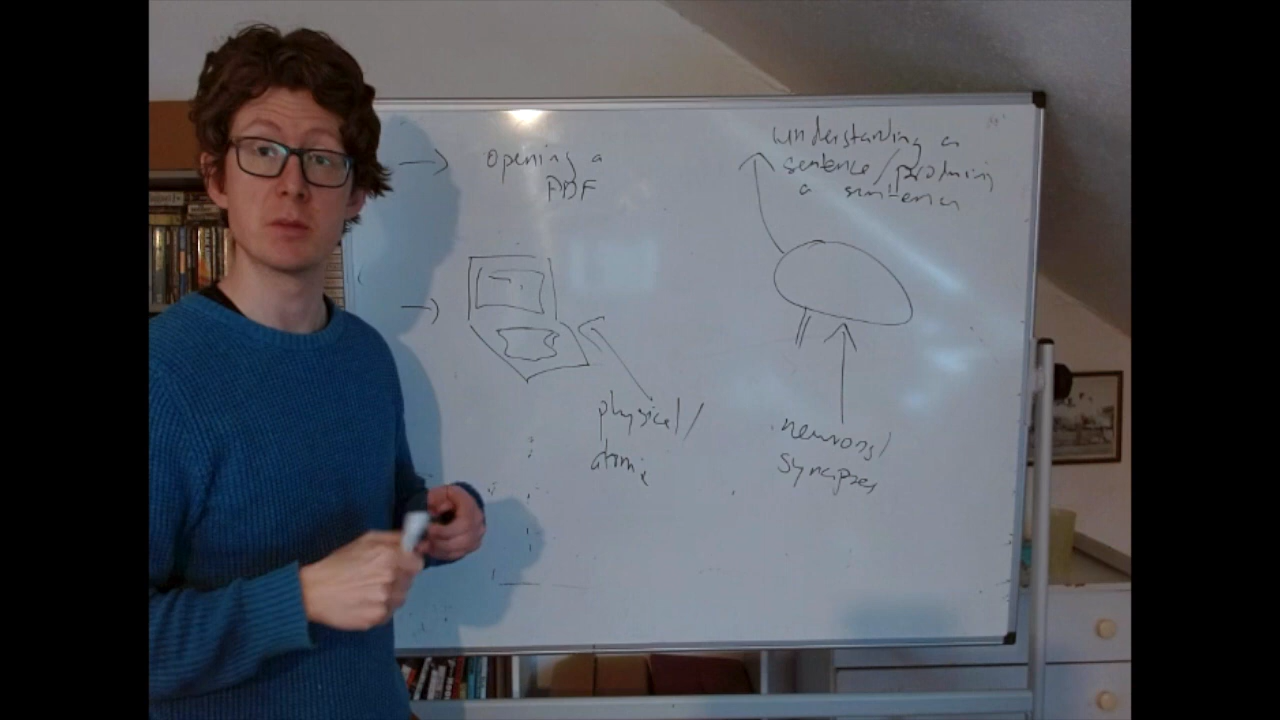 opening a
PDF
understanding a
sentence/producing
a sentence
physical/
atomic
neurons/
synapses